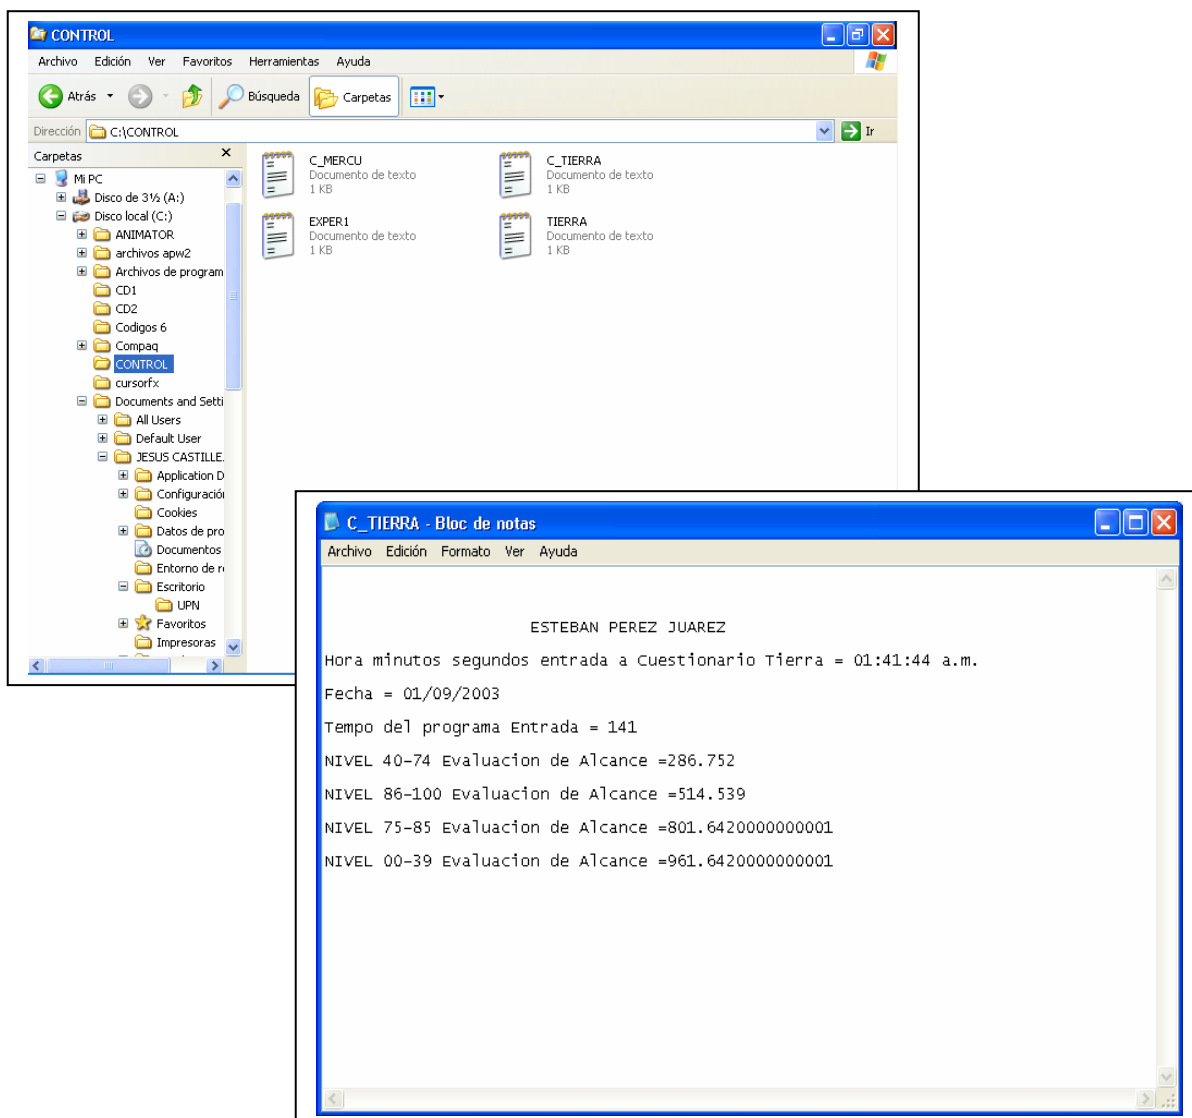 CONTROL
Archivo Edición Ver Favoritos Herramientas Ayuda
Atrás Búsqueda Carpetas
Dirección C:\CONTROL Ir
Carpetas
Mi PC
Disco de 3½ (A:)
Disco local (C:)
ANIMATOR
archivos apw2
Archivos de program
CD1
CD2
Codigos 6
Compaq
CONTROL
cursorfx
Documents and Setti
All Users
Default User
JESUS CASTILLE.
Application D
Configuració
Cookies
Datos de pro
Documentos
Entorno de r
Escritorio
UPN
Favoritos
Impresoras
C_MERCU
Documento de texto
1 KB
C_TIERRA
Documento de texto
1 KB
EXPER1
Documento de texto
1 KB
TIERRA
Documento de texto
1 KB
C_TIERRA - Bloc de notas
Archivo Edición Formato Ver Ayuda
ESTEBAN PEREZ JUAREZ
Hora minutos segundos entrada a Cuestionario Tierra = 01:41:44 a.m.
Fecha = 01/09/2003
Tempo del programa Entrada = 141
NIVEL 40-74 Evaluacion de Alcance =286.752
NIVEL 86-100 Evaluacion de Alcance =514.539
NIVEL 75-85 Evaluacion de Alcance =801.6420000000001
NIVEL 00-39 Evaluacion de Alcance =961.6420000000001